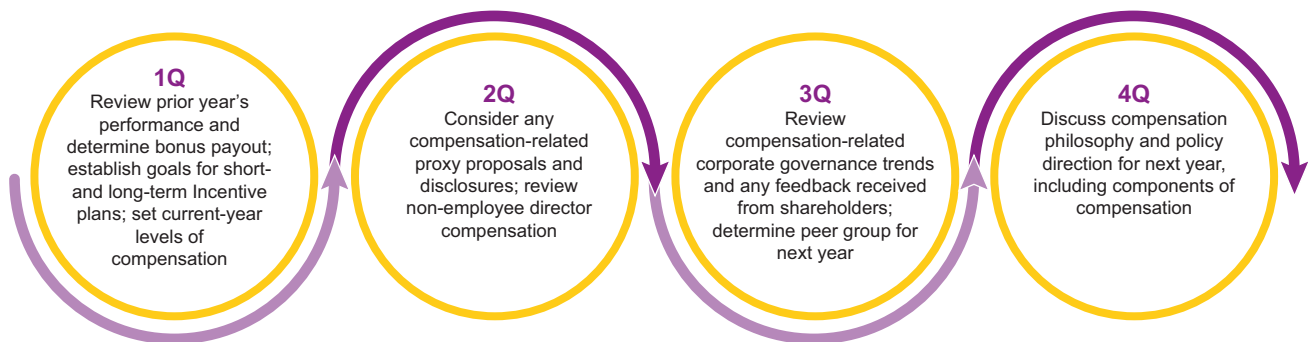 1Q
Review prior year's
performance and
determine bonus payout;
establish goals for short-
and long-term Incentive
plans; set current-year
levels of
compensation
2Q
Consider any
compensation-related
proxy proposals and
disclosures; review
non-employee director
compensation
3Q
Review
compensation-related
corporate governance trends
and any feedback received
from shareholders;
determine peer group for
next year
4Q
Discuss compensation
philosophy and policy
direction for next year,
including components of
compensation